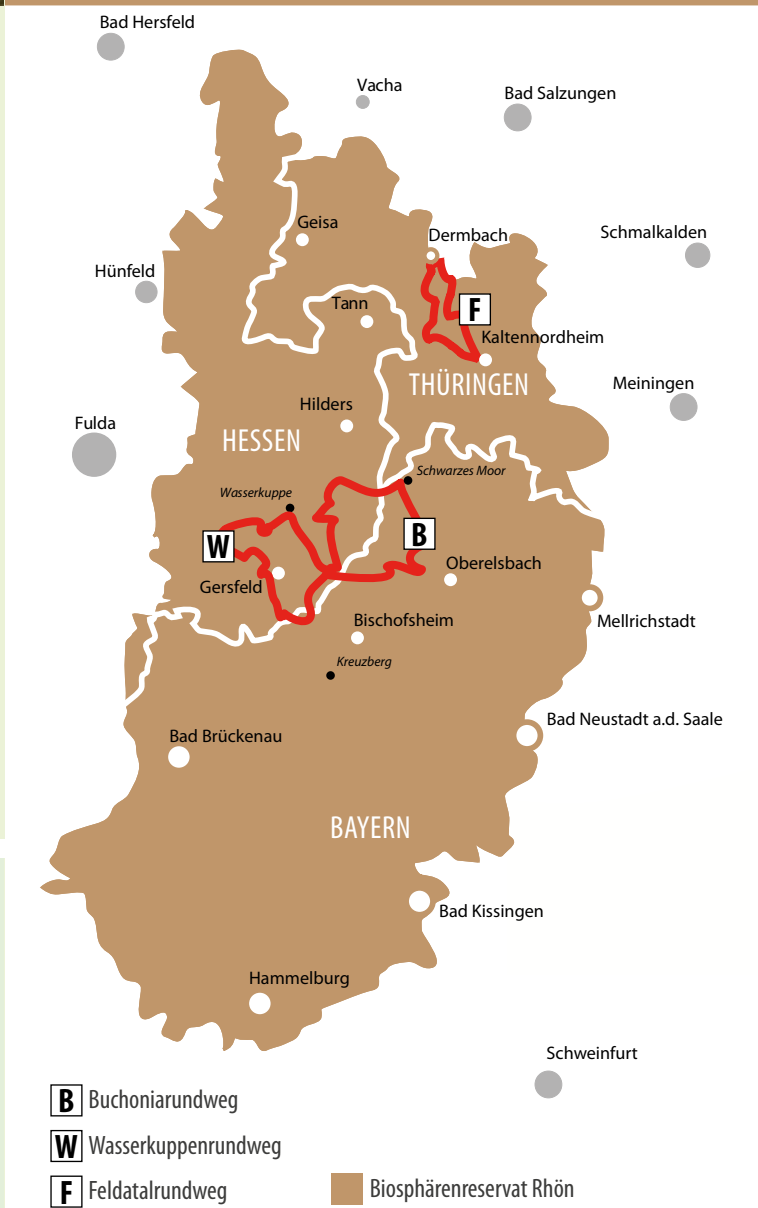 Bad Hersfeld
Vacha
Bad Salzungen
Geisa
Dermbach
Schmalkalden
Hünfeld
Tann
F
Kaltennordheim
THÜRINGEN
Meiningen
Hilders
Fulda
HESSEN
Schwarzes Moor
Wasserkuppe
B
W
Oberelsbach
Gersfeld
Bischofsheim
Mellrichstadt
Kreuzberg
Bad Neustadt a.d. Saale
Bad Brückenau
BAYERN
Bad Kissingen
Hammelburg
Schweinfurt
B Buchoniarundweg
W Wasserkuppenrundweg
F Feldatalrundweg
Biosphärenreservat Rhön